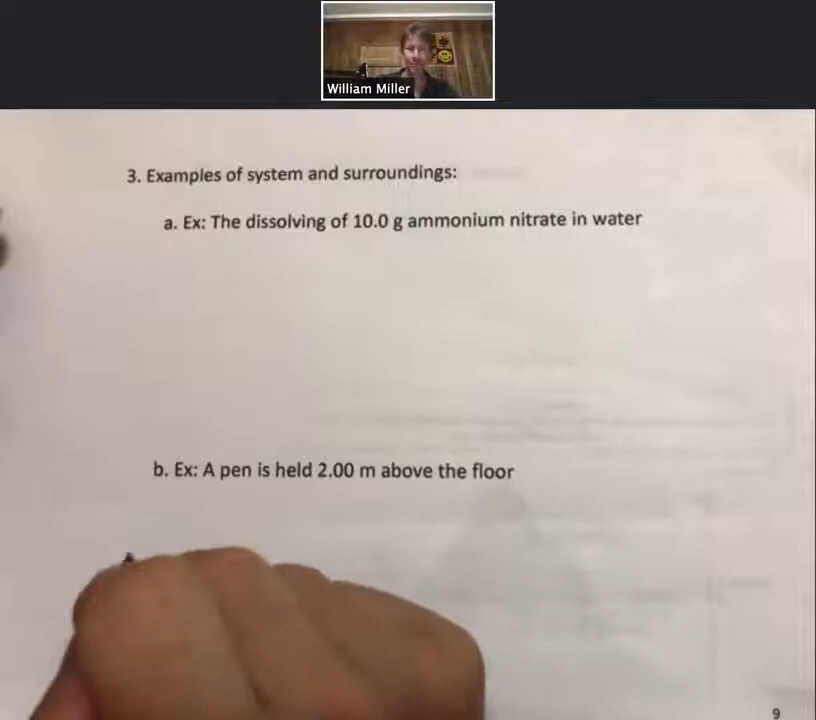 William Miller
3. Examples of system and surroundings:
a. Ex: The dissolving of 10.0 g ammonium nitrate in water
b. Ex: A pen is held 2.00 m above the floor
9